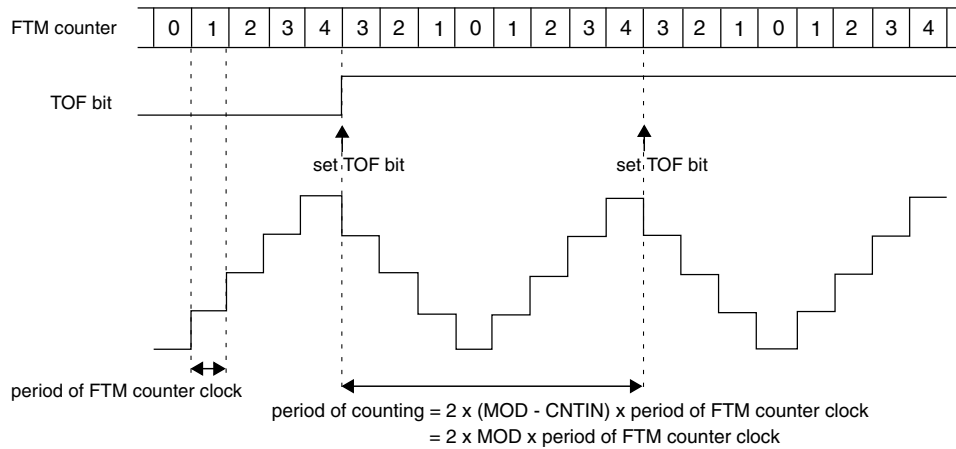 FTM counter 0 1 2 3 4 3 2 1 0 1 2 3 4 3 2 1 0 1 2 3 4
TOF bit
set TOF bit set TOF bit
period of FTM counter clock
period of counting = 2 x (MOD - CNTIN) x period of FTM counter clock
= 2 x MOD x period of FTM counter clock